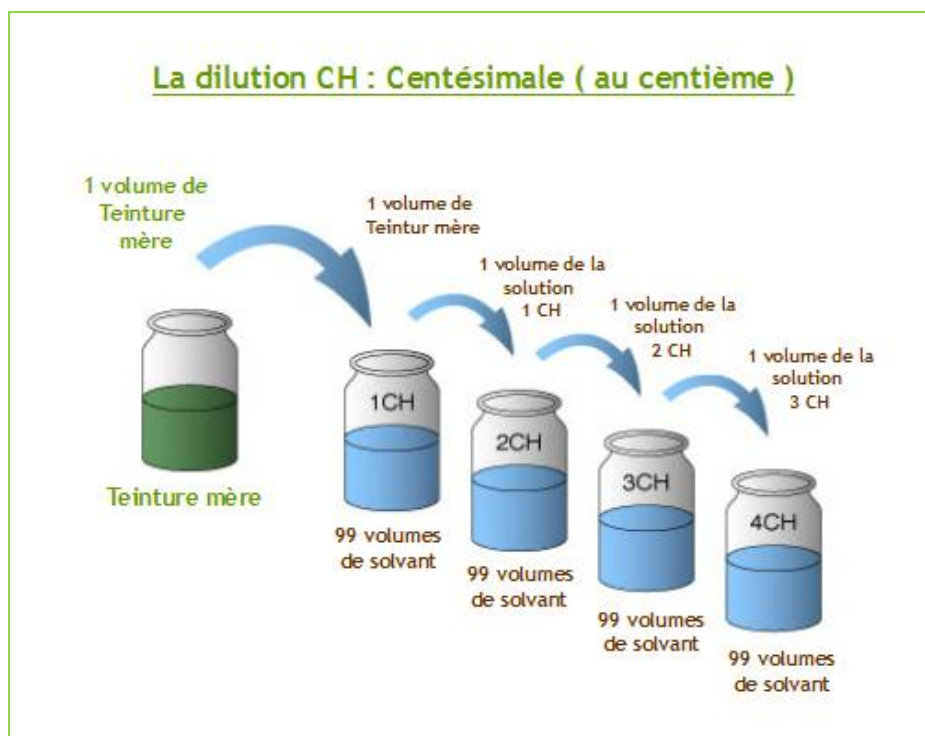 La dilution CH : Centésimale ( au centième )
1 volume de
Teinture
mère
1 volume de
Teintur mère
1 volume de la
solution
1 CH
1 volume de la
solution
2 CH
1 volume de la
solution
3 CH
1CH
2CH
3CH
4CH
Teinture mère
99 volumes
de solvant
99 volumes
de solvant
99 volumes
de solvant
99 volumes
de solvant